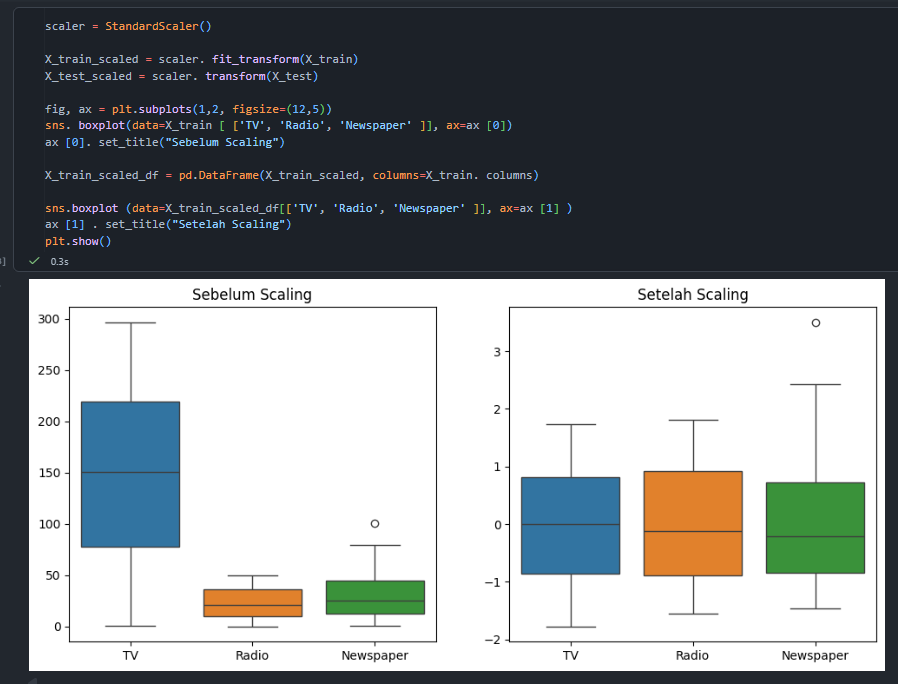 scaler = StandardScaler()
X_train_scaled = scaler. fit_transform(X_train)
X_test_scaled = scaler. transform(X_test)
fig, ax = plt.subplots(1,2, figsize=(12,5))
sns. boxplot(data=X_train [ ['TV', 'Radio', 'Newspaper' ]], ax=ax [0])
ax [0]. set_title("Sebelum Scaling")
X_train_scaled_df = pd.DataFrame(X_train_scaled, columns=X_train. columns)
sns.boxplot (data=X_train_scaled_df[['TV', 'Radio', 'Newspaper' ]], ax=ax [1] )
ax [1] . set_title("Setelah Scaling")
plt.show()
0.3s
Sebelum Scaling
300
250
200
150
100
50
0
TV Radio Newspaper
Setelah Scaling
3
2
1
0
−1
−2
TV Radio Newspaper